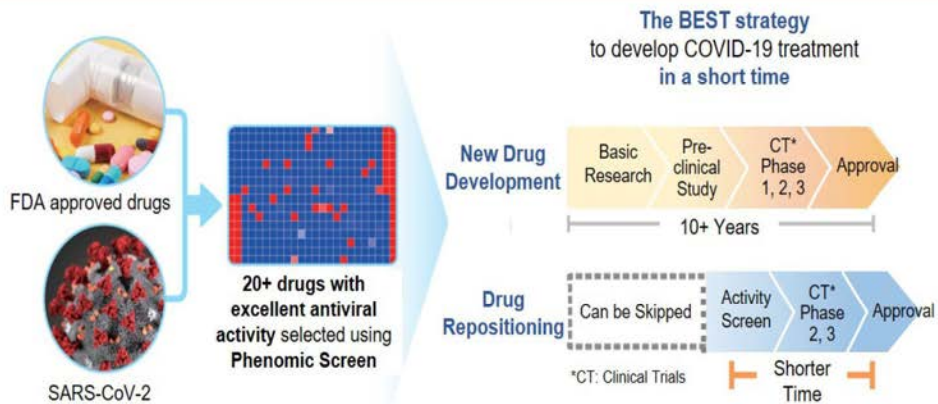 The BEST strategy
to develop COVID-19 treatment
in a short time
FDA approved drugs
SARS-CoV-2
20+ drugs with
excellent antiviral
activity selected using
Phenomic Screen
New Drug
Development
Basic
Research
Pre-
clinical
Study
CT*
Phase
1, 2, 3
Approval
10+ Years
Drug
Repositioning
Can be Skipped
Activity
Screen
CT*
Phase
2, 3
Approval
*CT: Clinical Trials
Shorter
Time